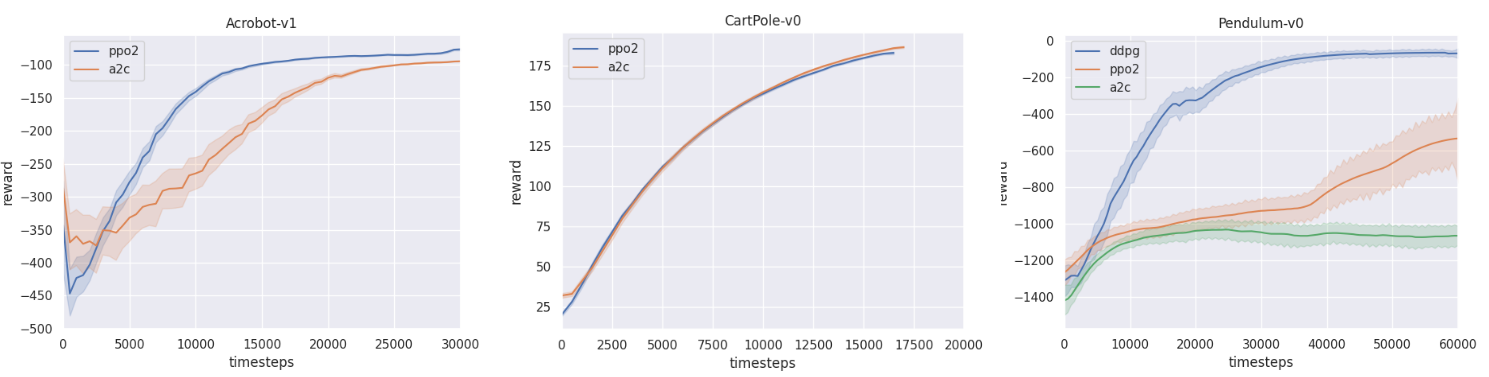 Acrobot-v1
ppo2
a2c
reward
−100
−150
−200
−250
−300
−350
−400
−450
−500
0 5000 10000 15000 20000 25000 30000
timesteps
CartPole-v0
ppo2
a2c
reward
175
150
125
100
75
50
25
0 2500 5000 7500 10000 12500 15000 17500 20000
timesteps
Pendulum-v0
ddpg
ppo2
a2c
reward
0
−200
−400
−600
−800
−1000
−1200
−1400
0 10000 20000 30000 40000 50000 60000
timesteps